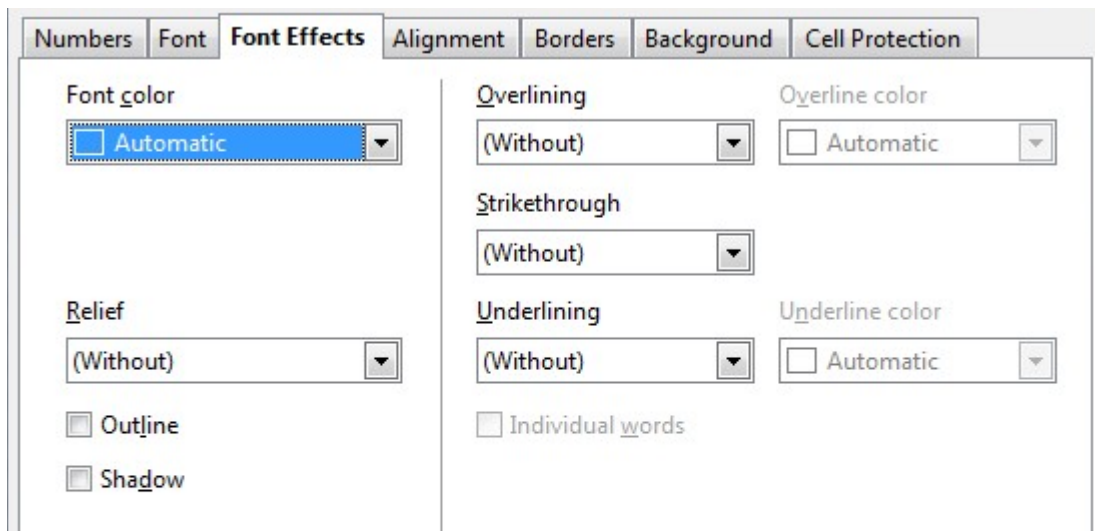 Numbers Font Font Effects Alignment Borders Background Cell Protection
Font color
Automatic
Relief
(Without)
Outline
Shadow
Overlining
(Without)
Overline color
Automatic
Strikethrough
(Without)
Underlining
(Without)
Underline color
Automatic
Individual words